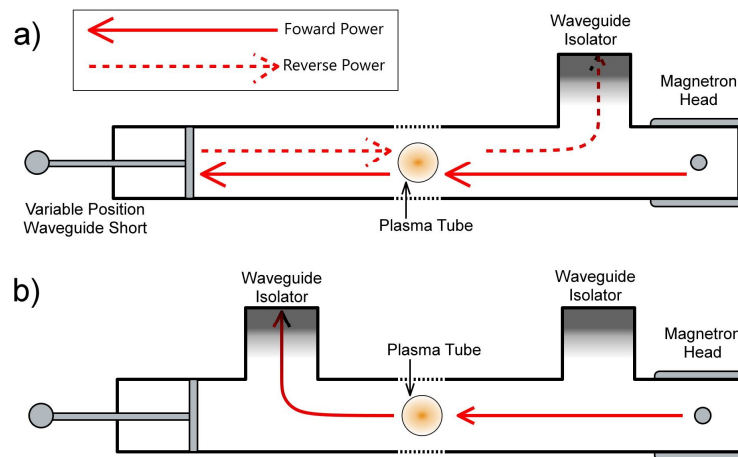 a)
Foward Power
Reverse Power
Waveguide
Isolator
Magnetron
Head
Variable Position
Waveguide Short
Plasma Tube
b)
Waveguide
Isolator
Waveguide
Isolator
Plasma Tube
Magnetron
Head